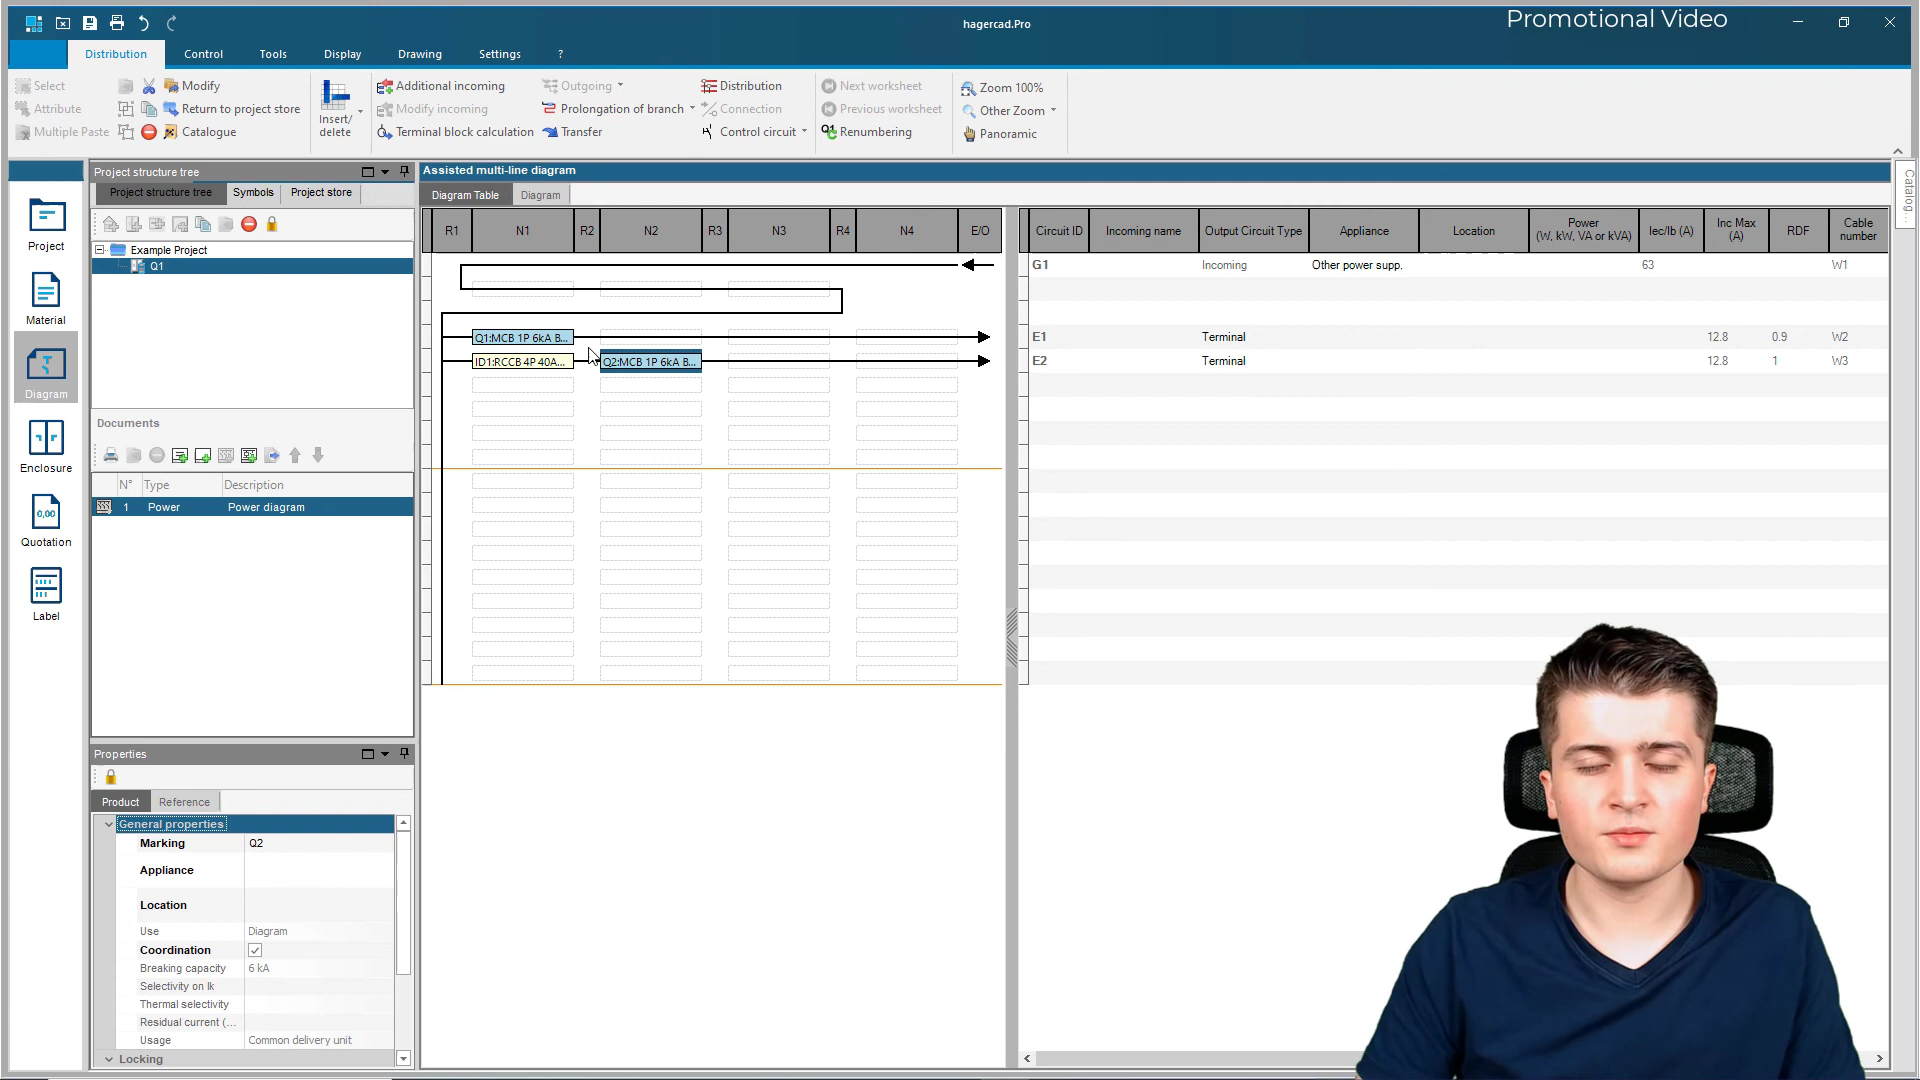 hagercad.Pro
Promotional Video
Distribution Control Tools Display Drawing Settings ?
Select Modify Additional incoming Outgoing Distribution Next worksheet Zoom 100%
Attribute Return to project store Insert/ delete Modify incoming Prolongation of branch Connection Previous worksheet Other Zoom
Multiple Paste Catalogue Terminal block calculation Transfer Control circuit Renumbering Panoramic
Project structure tree
Project structure tree Symbols Project store
Example Project
Q1
Project
Material
Diagram
Enclosure
0,00
Quotation
Label
Documents
N° Type Description
1 Power Power diagram
Properties
Product Reference
General properties
Marking Q2
Appliance
Location
Use Diagram
Coordination
Breaking capacity 6 kA
Selectivity on Ik
Thermal selectivity
Residual current (...
Usage Common delivery unit
Locking
Assisted multi-line diagram
Diagram Table Diagram
R1 N1 R2 N2 R3 N3 R4 N4 E/O
Q1:MCB 1P 6kA B...
ID1:RCCB 4P 40A... Q2:MCB 1P 6kA B...
Circuit ID Incoming name Output Circuit Type Appliance Location Power (W, kW, VA or kVA) Iec/Ib (A) Inc Max (A) RDF Cable number
G1 Incoming Other power supp. 63 W1
E1 Terminal 12.8 0.9 W2
E2 Terminal 12.8 1 W3
Catalog...